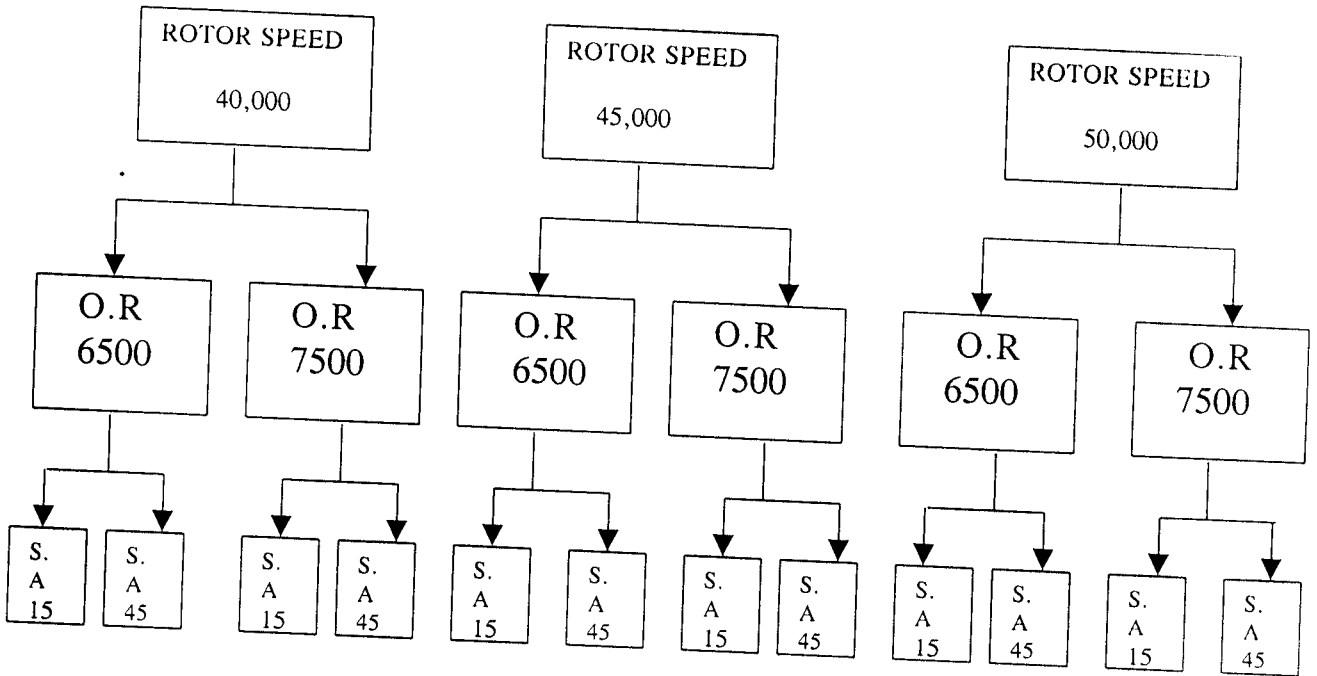 ROTOR SPEED
40,000
ROTOR SPEED
45,000
ROTOR SPEED
50,000
O.R
6500
O.R
7500
O.R
6500
O.R
7500
O.R
6500
O.R
7500
S.
A
15
S.
A
45
S.
A
15
S.
A
45
S.
A
15
S.
A
45
S.
A
15
S.
A
45
S.
A
15
S.
A
45
S.
A
15
S.
A
45